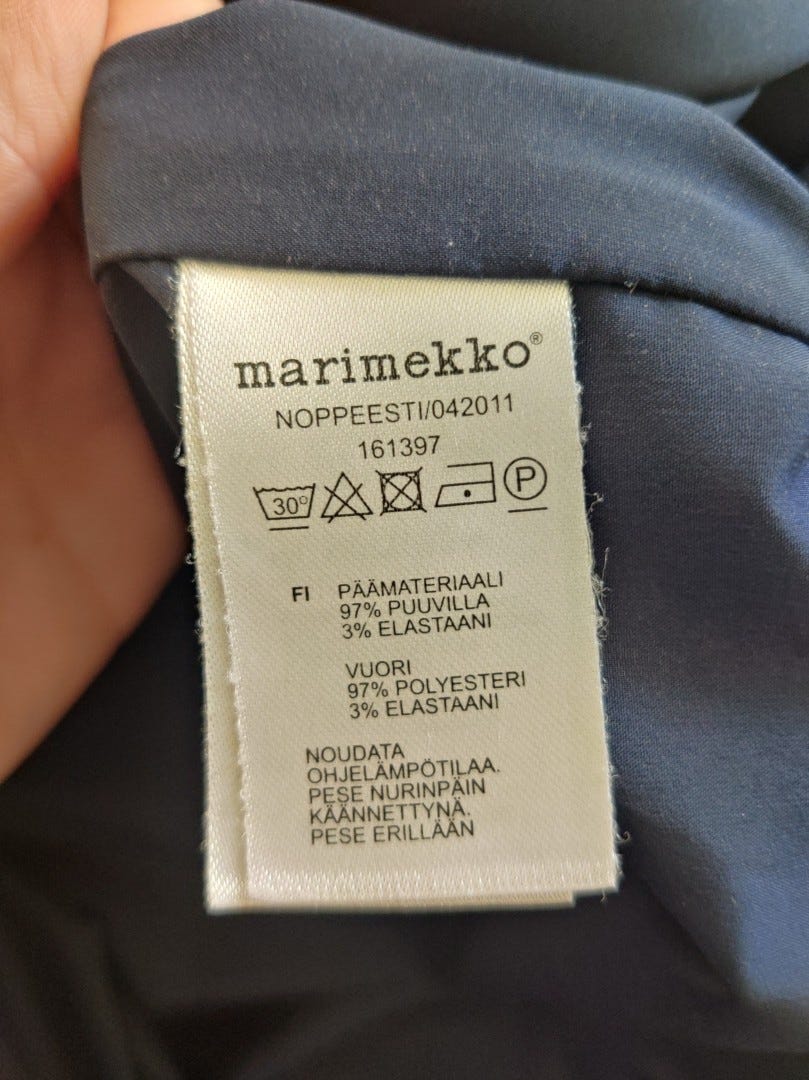 marimekko®
NOPPEESTI/042011
161397
30° P
FI PÄÄMATERIAALI
97% PUUVILLA
3% ELASTAANI
VUORI
97% POLYESTERI
3% ELASTAANI
NOUDATA
OHJELÄMPÖTILAA.
PESE NURINPÄIN
KÄÄNNETTYNÄ.
PESE ERILLÄÄN